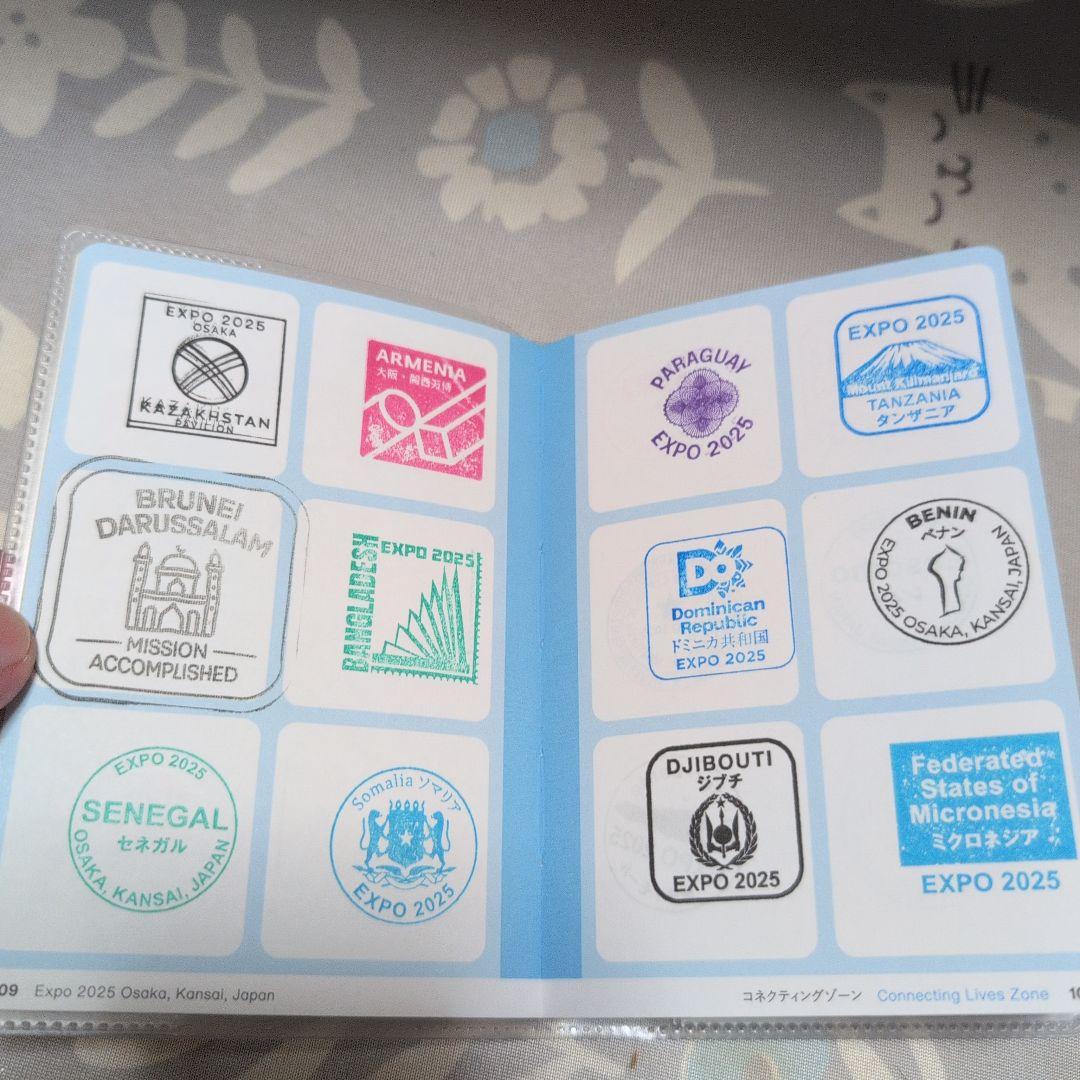 EXPO 2025
OSAKA
KAZAKHSTAN
PAVILION
ARMENIA
大阪・関西万博
BRUNEI
DARUSSALAM
MISSION
ACCOMPLISHED
BANGLADESH
EXPO 2025
EXPO 2025
SENEGAL
セネガル
OSAKA, KANSAI, JAPAN
Somalia ソマリア
EXPO 2025
09 Expo 2025 Osaka, Kansai, Japan
PARAGUAY
EXPO 2025
EXPO 2025
Mount Kilimanjaro
TANZANIA
タンザニア
DO
Dominican
Republic
ドミニカ共和国
EXPO 2025
BENIN
ベナン
EXPO 2025 OSAKA, KANSAI, JAPAN
DJIBOUTI
ジブチ
EXPO 2025
Federated
States of
Micronesia
ミクロネジア
EXPO 2025
コネクティングゾーン Connecting Lives Zone